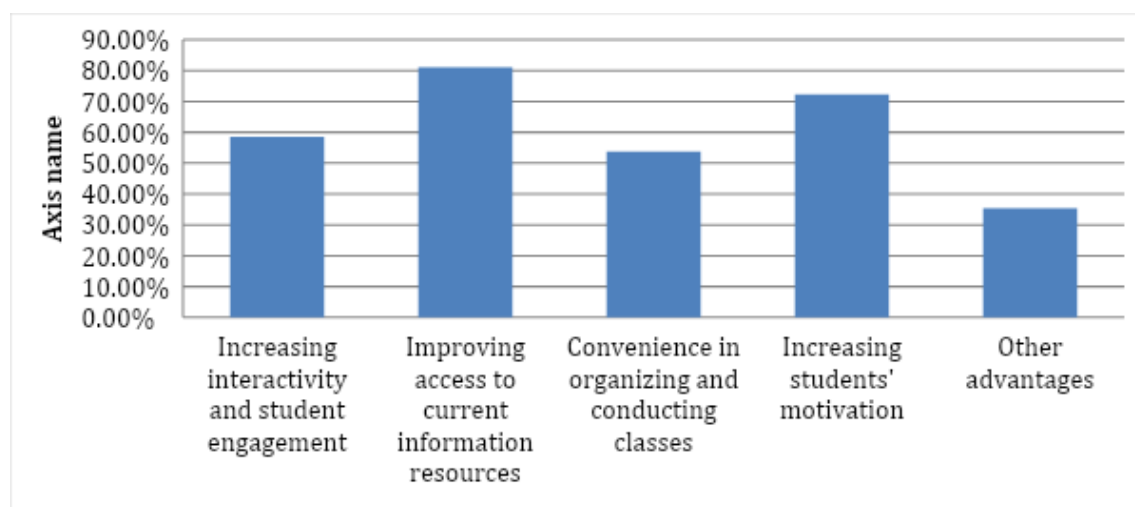 90.00%
80.00%
70.00%
60.00%
50.00%
40.00%
30.00%
20.00%
10.00%
0.00%
Axis name
Increasing
interactivity
and student
engagement
Improving
access to
current
information
resources
Convenience in
organizing and
conducting
classes
Increasing
students'
motivation
Other
advantages